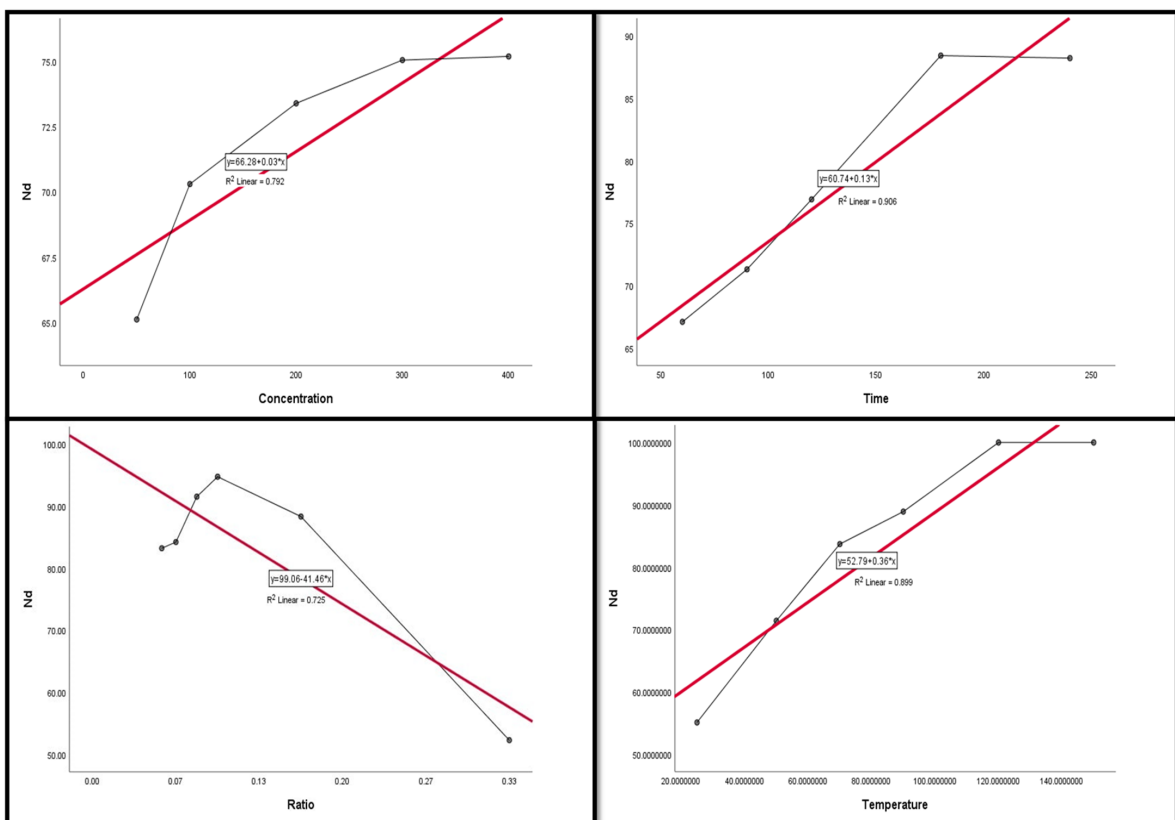 Nd
75.0
72.5
70.0
67.5
65.0
y=66.28+0.03*x
R2 Linear = 0.792
0 100 200 300 400
Concentration
Nd
90
85
80
75
70
65
y=60.74+0.13*x
R2 Linear = 0.906
50 100 150 200 250
Time
Nd
100.00
90.00
80.00
70.00
60.00
50.00
y=99.06-41.46*x
R2 Linear = 0.725
0.00 0.07 0.13 0.20 0.27 0.33
Ratio
Nd
100.0000000
90.0000000
80.0000000
70.0000000
60.0000000
50.0000000
y=52.79+0.36*x
R2 Linear = 0.899
20.0000000 40.0000000 60.0000000 80.0000000 100.0000000 120.0000000 140.0000000
Temperature